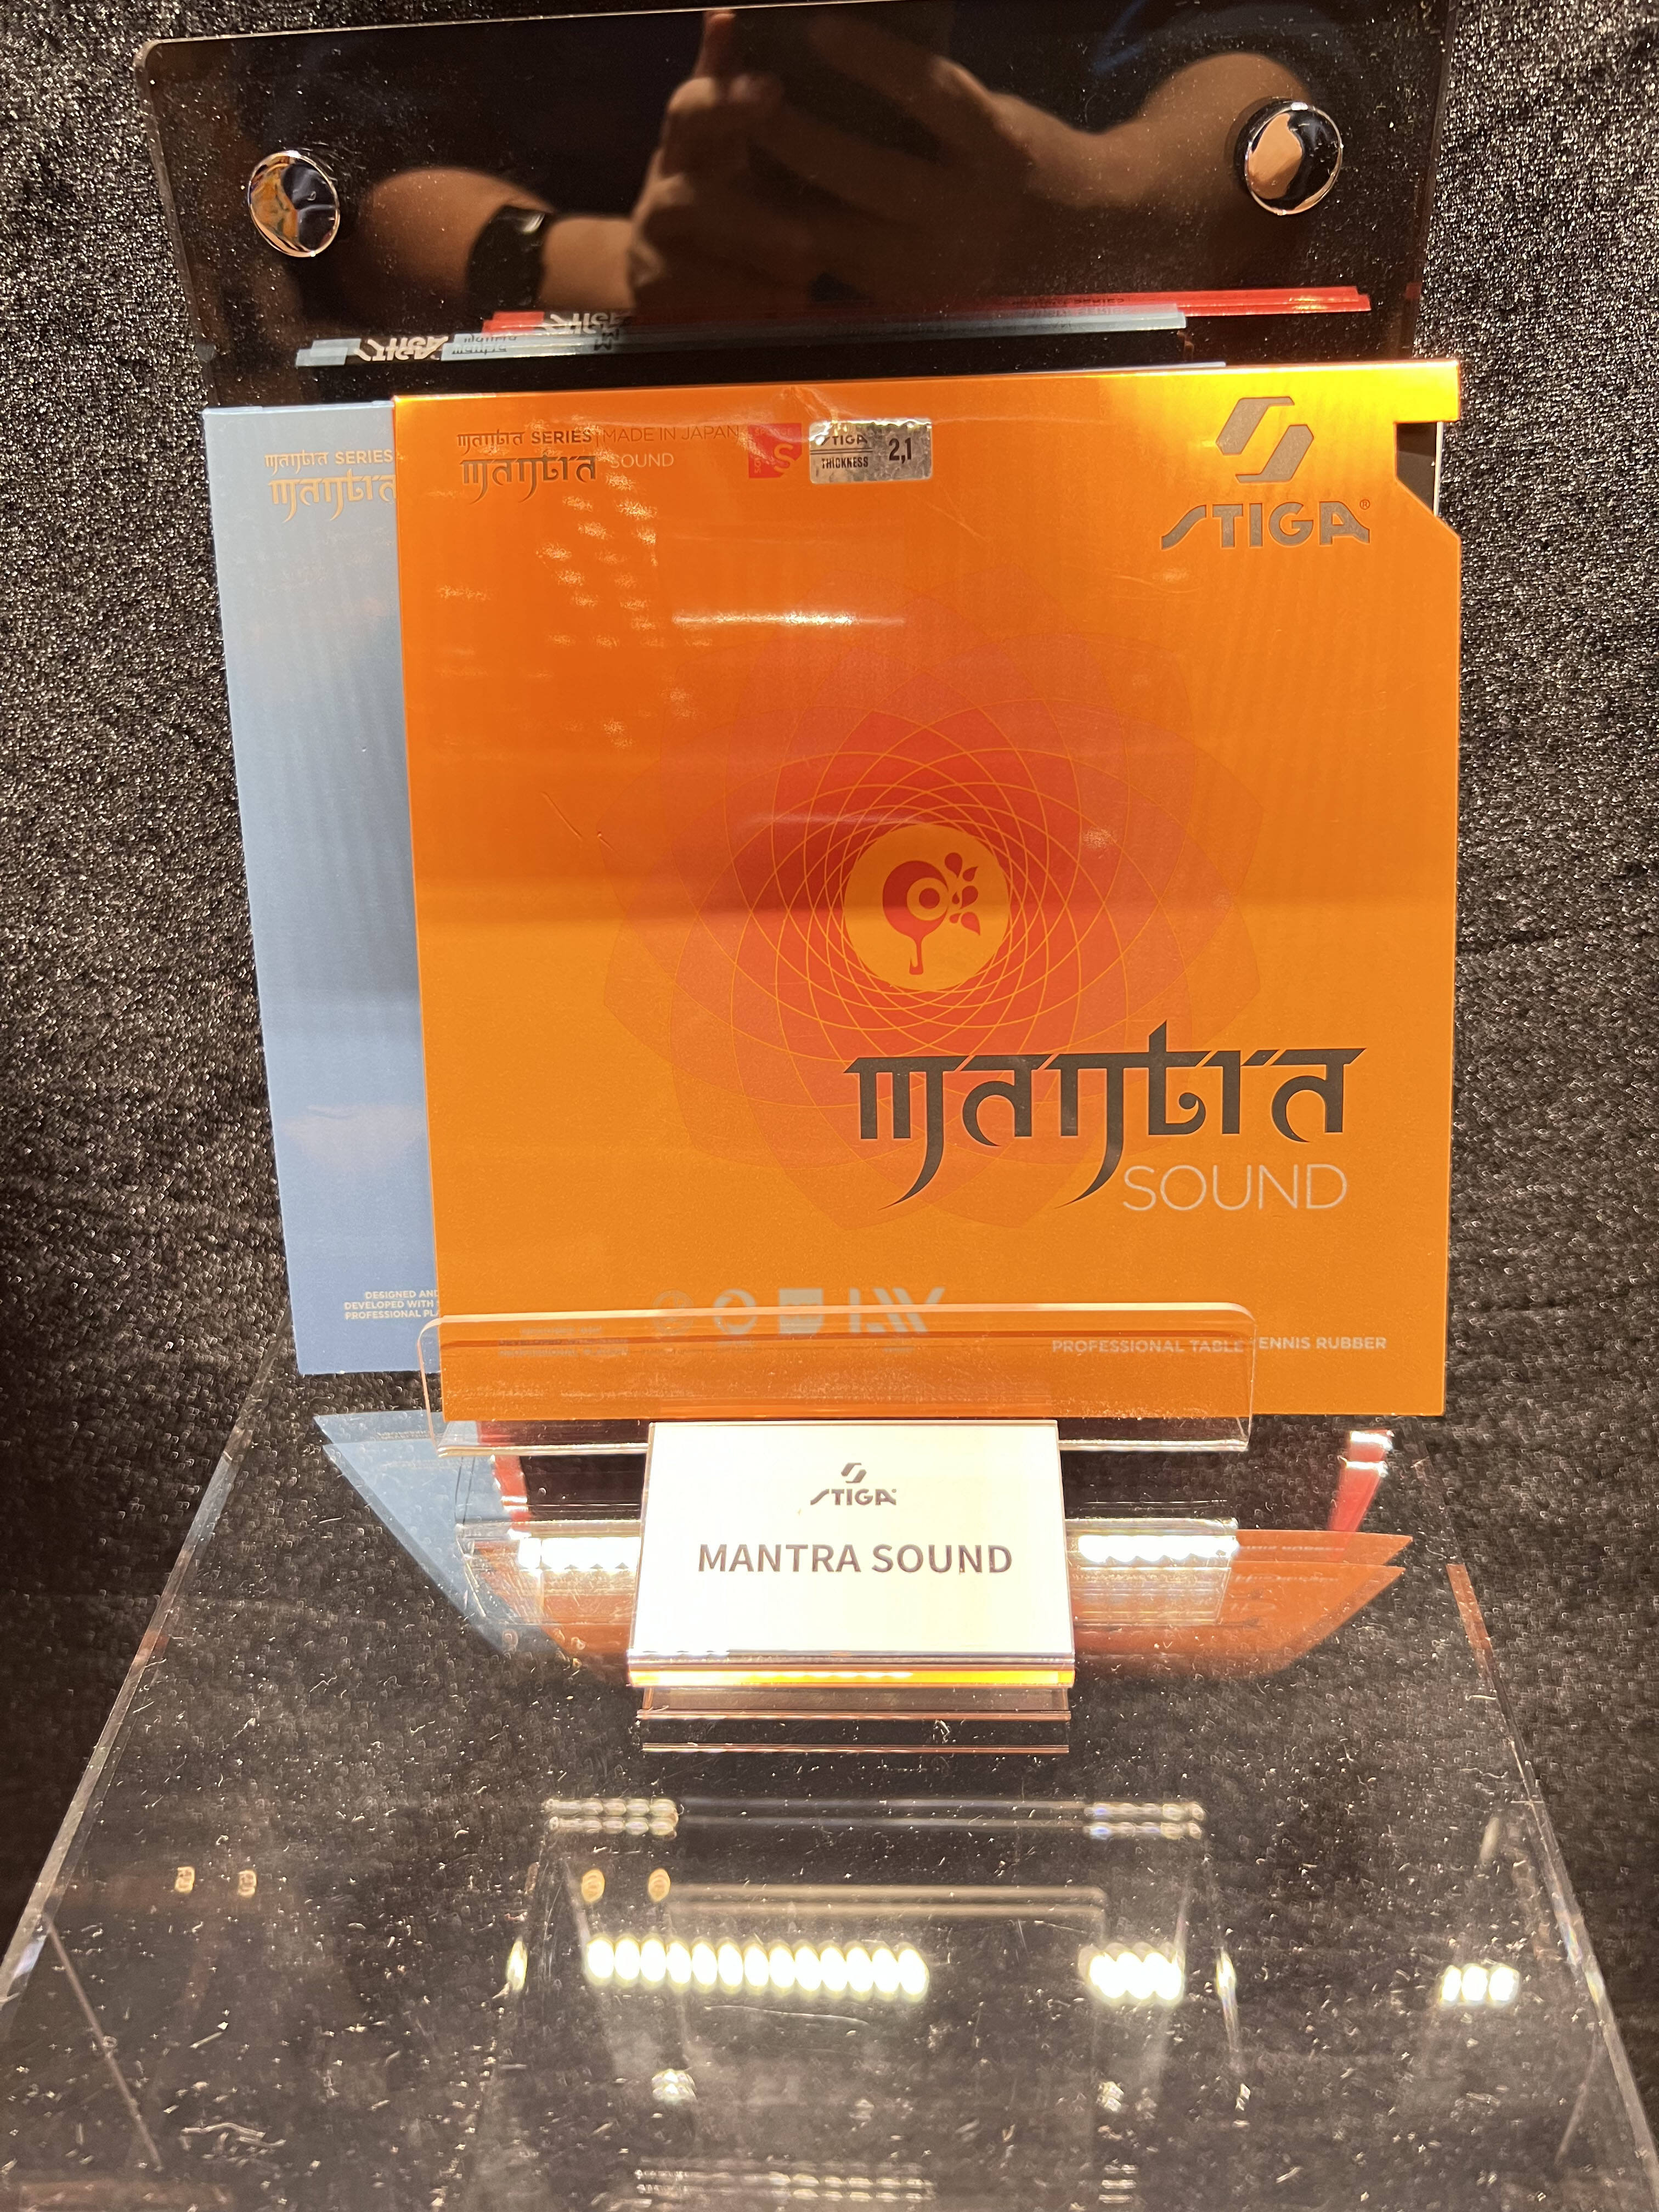 mantra SERIES
mantra
mantra SERIES | MADE IN JAPAN
mantra SOUND
STIGA
THICKNESS
2,1
STIGA®
mantra
SOUND
DESIGNED AND
DEVELOPED WITH
PROFESSIONAL
PROFESSIONAL TABLE TENNIS RUBBER
STIGA
MANTRA SOUND